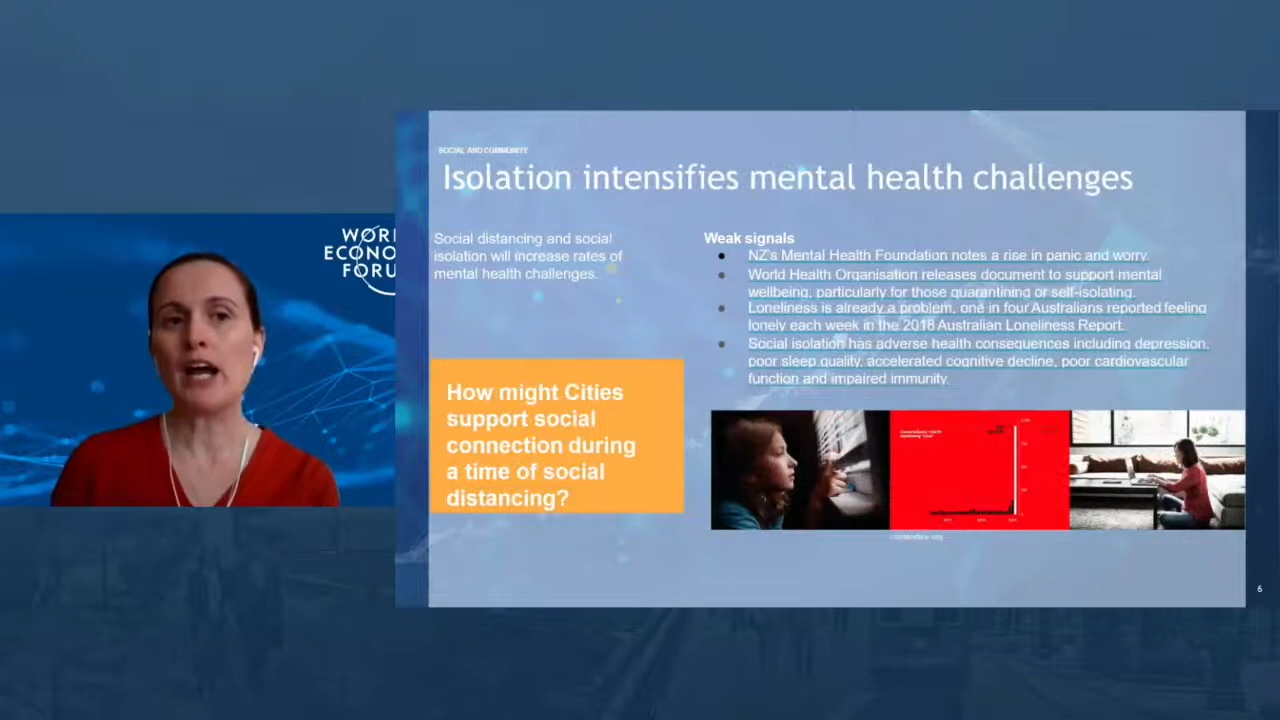 WORL
ECONO
FORU
SOCIAL AND COMMUNITY
Isolation intensifies mental health challenges
Social distancing and social
isolation will increase rates of
mental health challenges.
How might Cities
support social
connection during
a time of social
distancing?
Weak signals
NZ's Mental Health Foundation notes a rise in panic and worry.
World Health Organisation releases document to support mental
wellbeing, particularly for those quarantining or self-isolating.
Loneliness is already a problem, one in four Australians reported feeling
lonely each week in the 2018 Australian Loneliness Report.
Social isolation has adverse health consequences including depression,
poor sleep quality, accelerated cognitive decline, poor cardiovascular
function and impaired immunity.
6